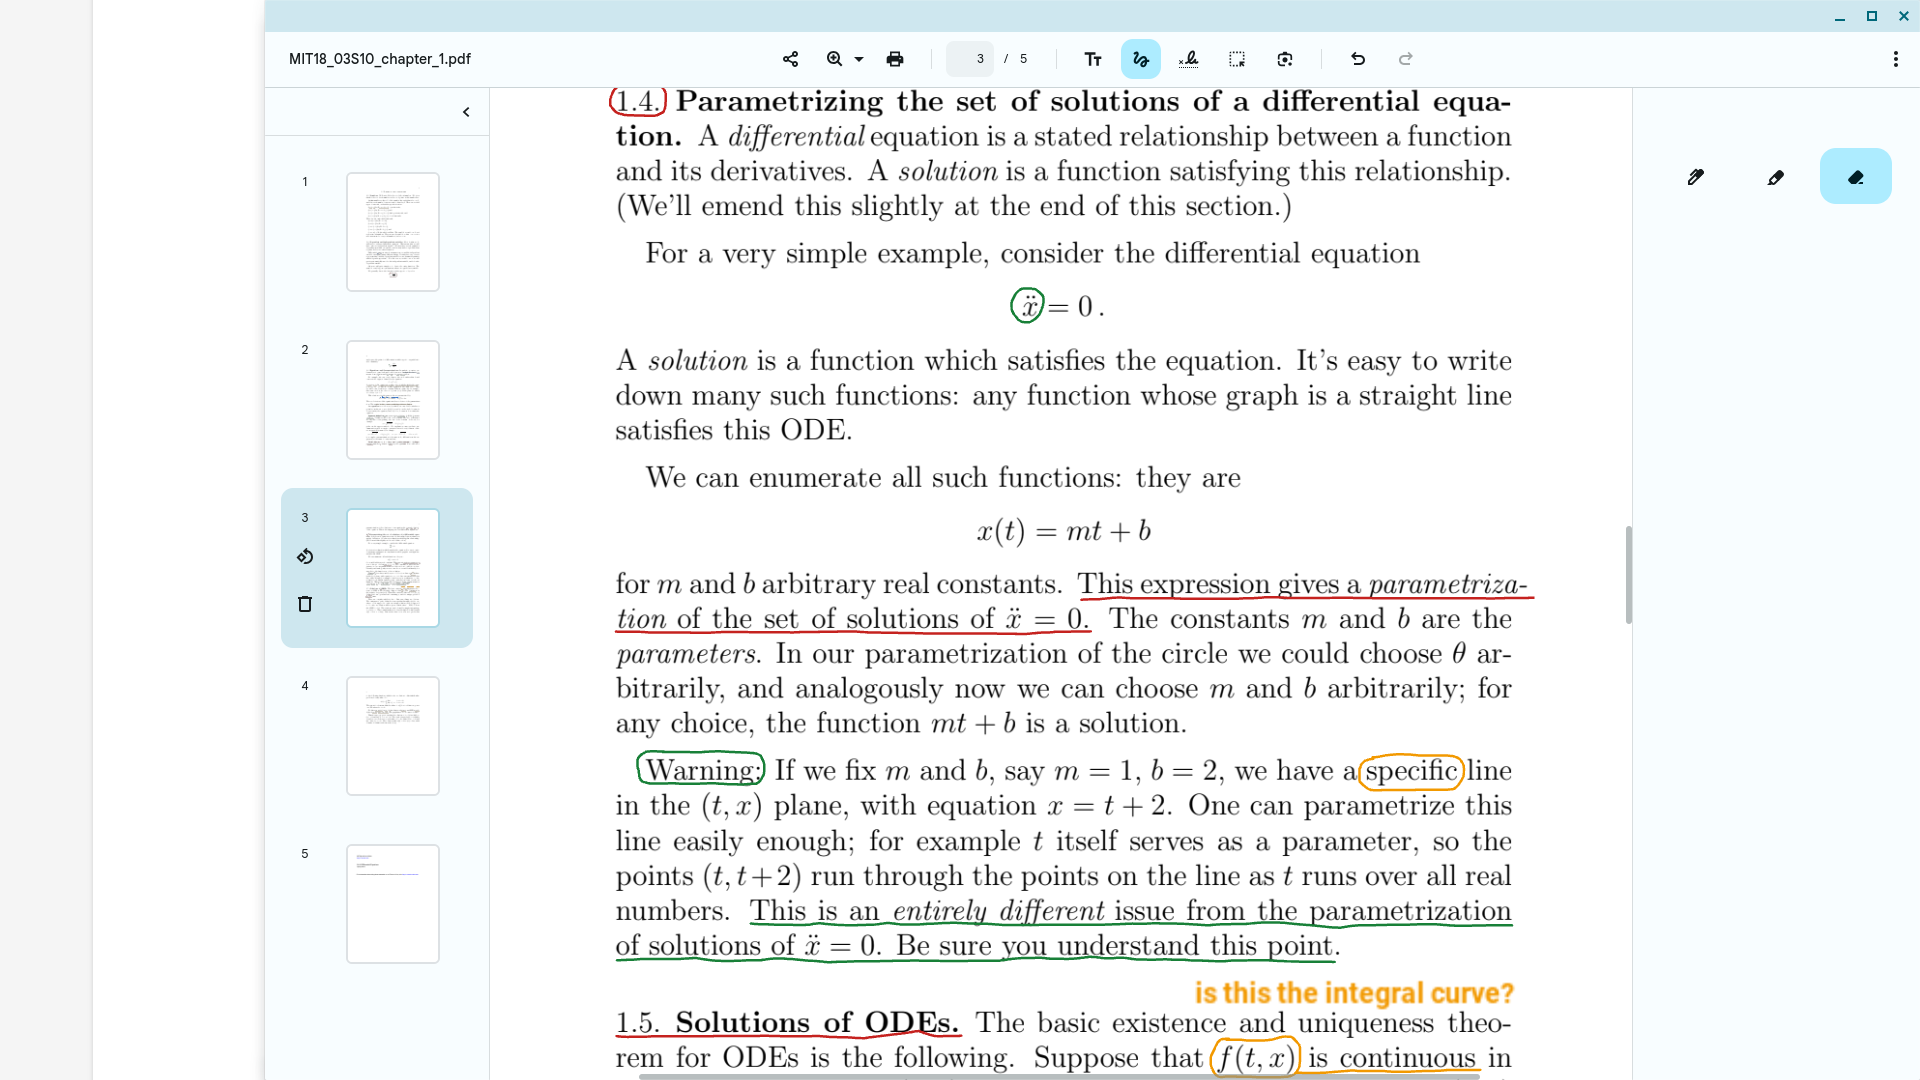 MIT18_03S10_chapter_1.pdf
3 / 5
1
2
3
4
5
1.4. Parametrizing the set of solutions of a differential equa-
tion. A differential equation is a stated relationship between a function
and its derivatives. A solution is a function satisfying this relationship.
(We'll emend this slightly at the end of this section.)
For a very simple example, consider the differential equation
ẍ = 0 .
A solution is a function which satisfies the equation. It's easy to write
down many such functions: any function whose graph is a straight line
satisfies this ODE.
We can enumerate all such functions: they are
x(t) = mt + b
for m and b arbitrary real constants. This expression gives a parametriza-
tion of the set of solutions of ẍ = 0. The constants m and b are the
parameters. In our parametrization of the circle we could choose θ ar-
bitrarily, and analogously now we can choose m and b arbitrarily; for
any choice, the function mt + b is a solution.
Warning: If we fix m and b, say m = 1, b = 2, we have a specific line
in the (t, x) plane, with equation x = t + 2. One can parametrize this
line easily enough; for example t itself serves as a parameter, so the
points (t, t+2) run through the points on the line as t runs over all real
numbers. This is an entirely different issue from the parametrization
of solutions of ẍ = 0. Be sure you understand this point.
is this the integral curve?
1.5. Solutions of ODEs. The basic existence and uniqueness theo-
rem for ODEs is the following. Suppose that f(t, x) is continuous in